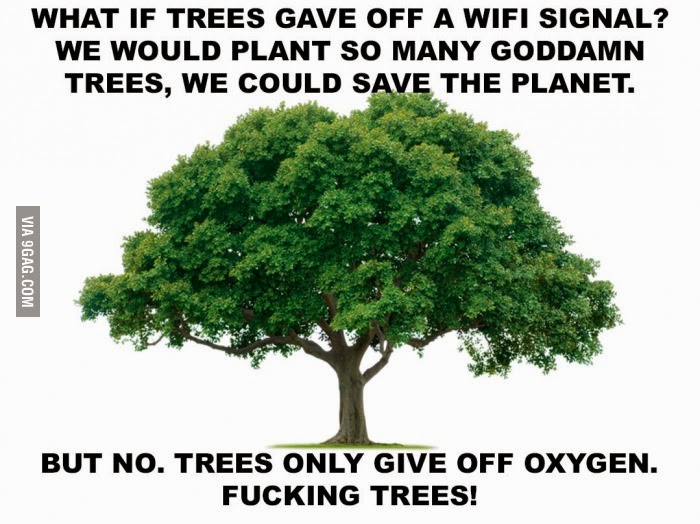 WHAT IF TREES GAVE OFF A WIFI SIGNAL?
WE WOULD PLANT SO MANY GODDAMN
TREES, WE COULD SAVE THE PLANET.
VIA 9GAG.COM
BUT NO. TREES ONLY GIVE OFF OXYGEN.
FUCKING TREES!